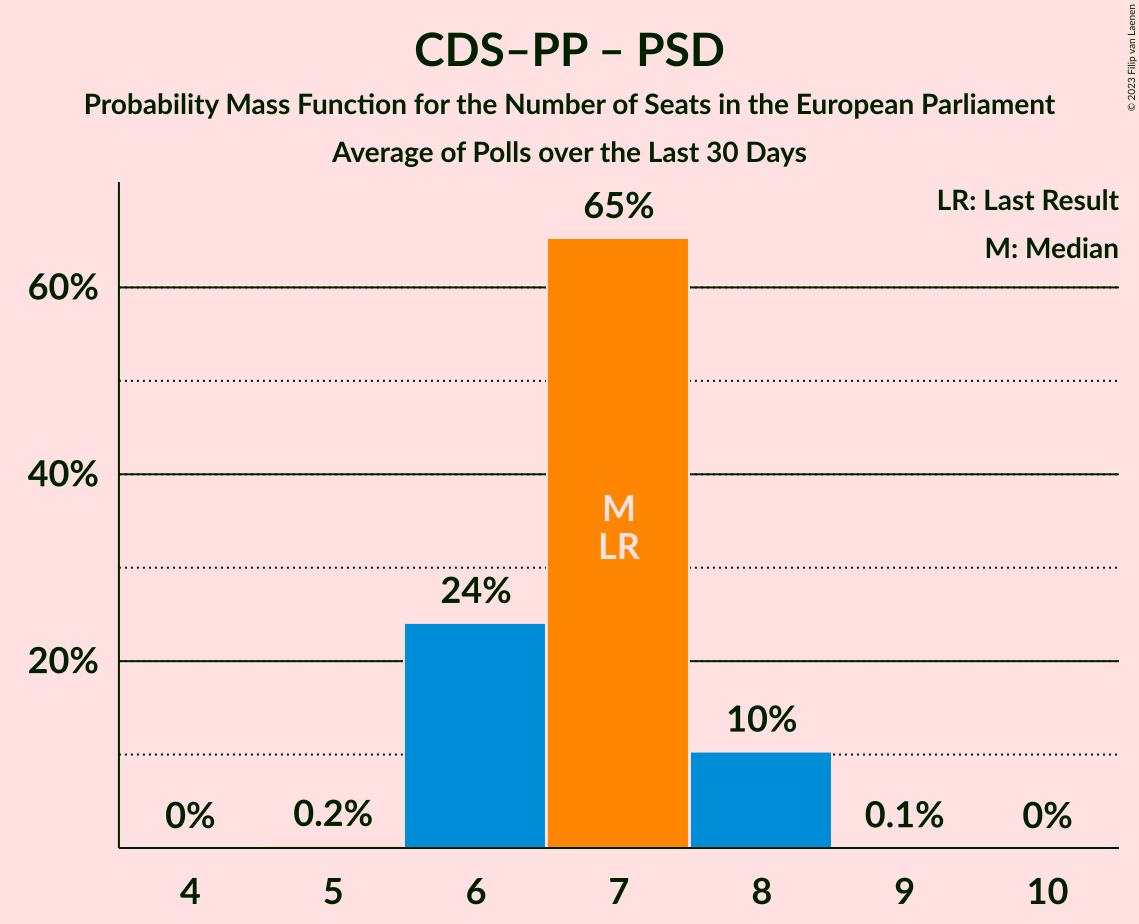 CDS–PP – PSD
Probability Mass Function for the Number of Seats in the European Parliament
Average of Polls over the Last 30 Days
© 2023 Filip van Laenen
LR: Last Result
M: Median
60%
40%
20%
0%
0.2%
24%
65%
10%
0.1%
0%
M
LR
4 5 6 7 8 9 10